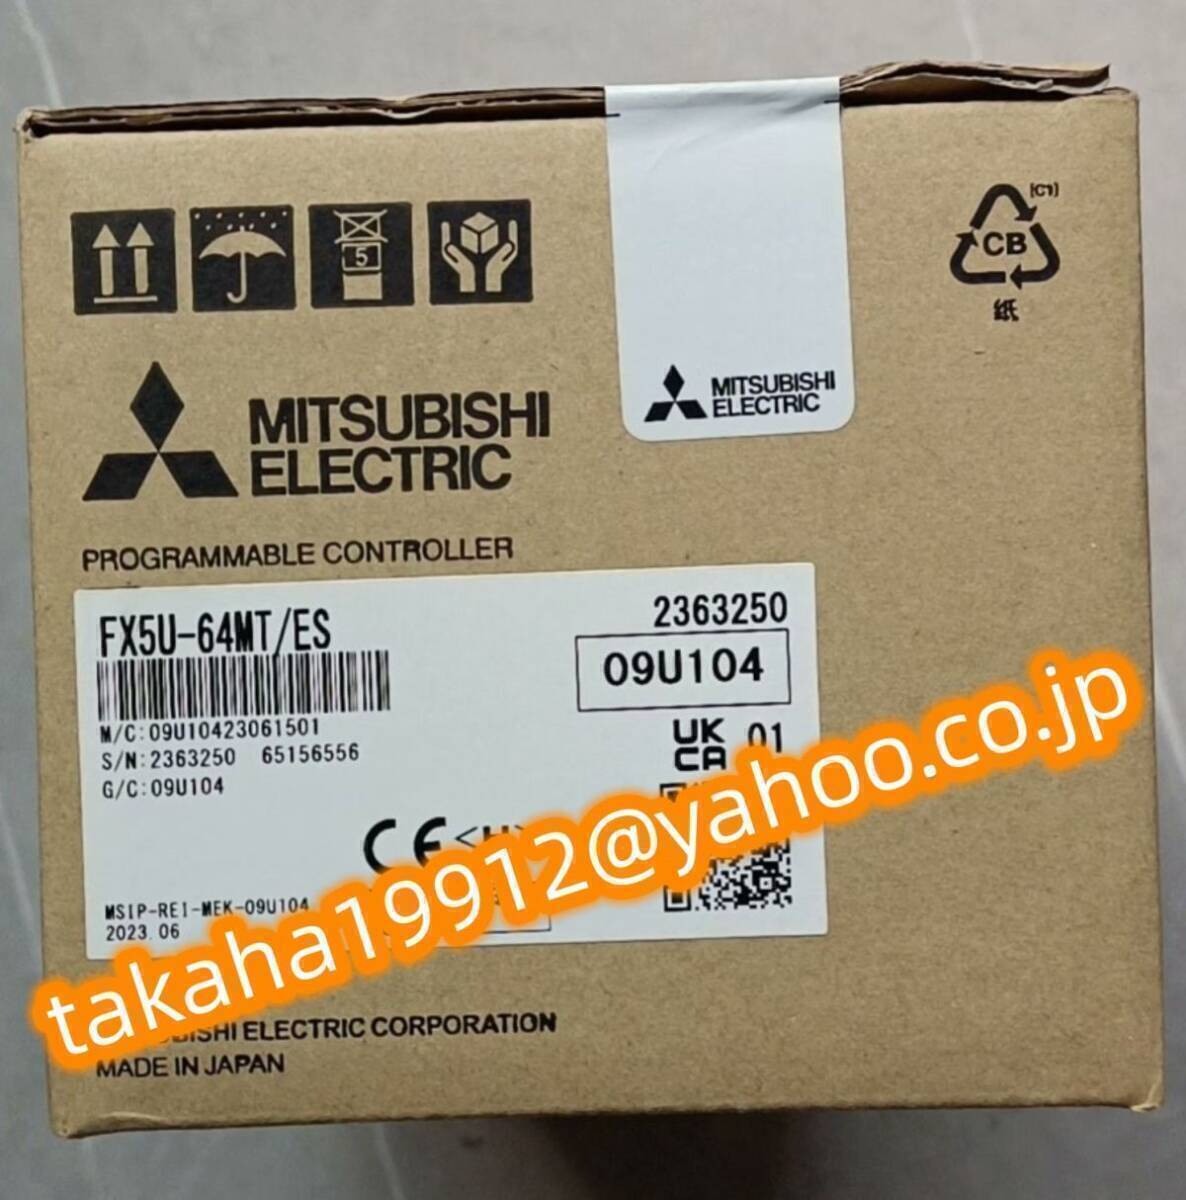 [C1]
CB
紙
5
MITSUBISHI
ELECTRIC
MITSUBISHI
ELECTRIC
PROGRAMMABLE CONTROLLER
FX5U-64MT/ES
2363250
09U104
M/C:09U10423061501
S/N:2363250 65156556
G/C:09U104
UK
CA
01
CE
MSIP-REI-MEK-09U104
2023.06
takaha19912@yahoo.co.jp
ELECTRIC CORPORATION
MADE IN JAPAN